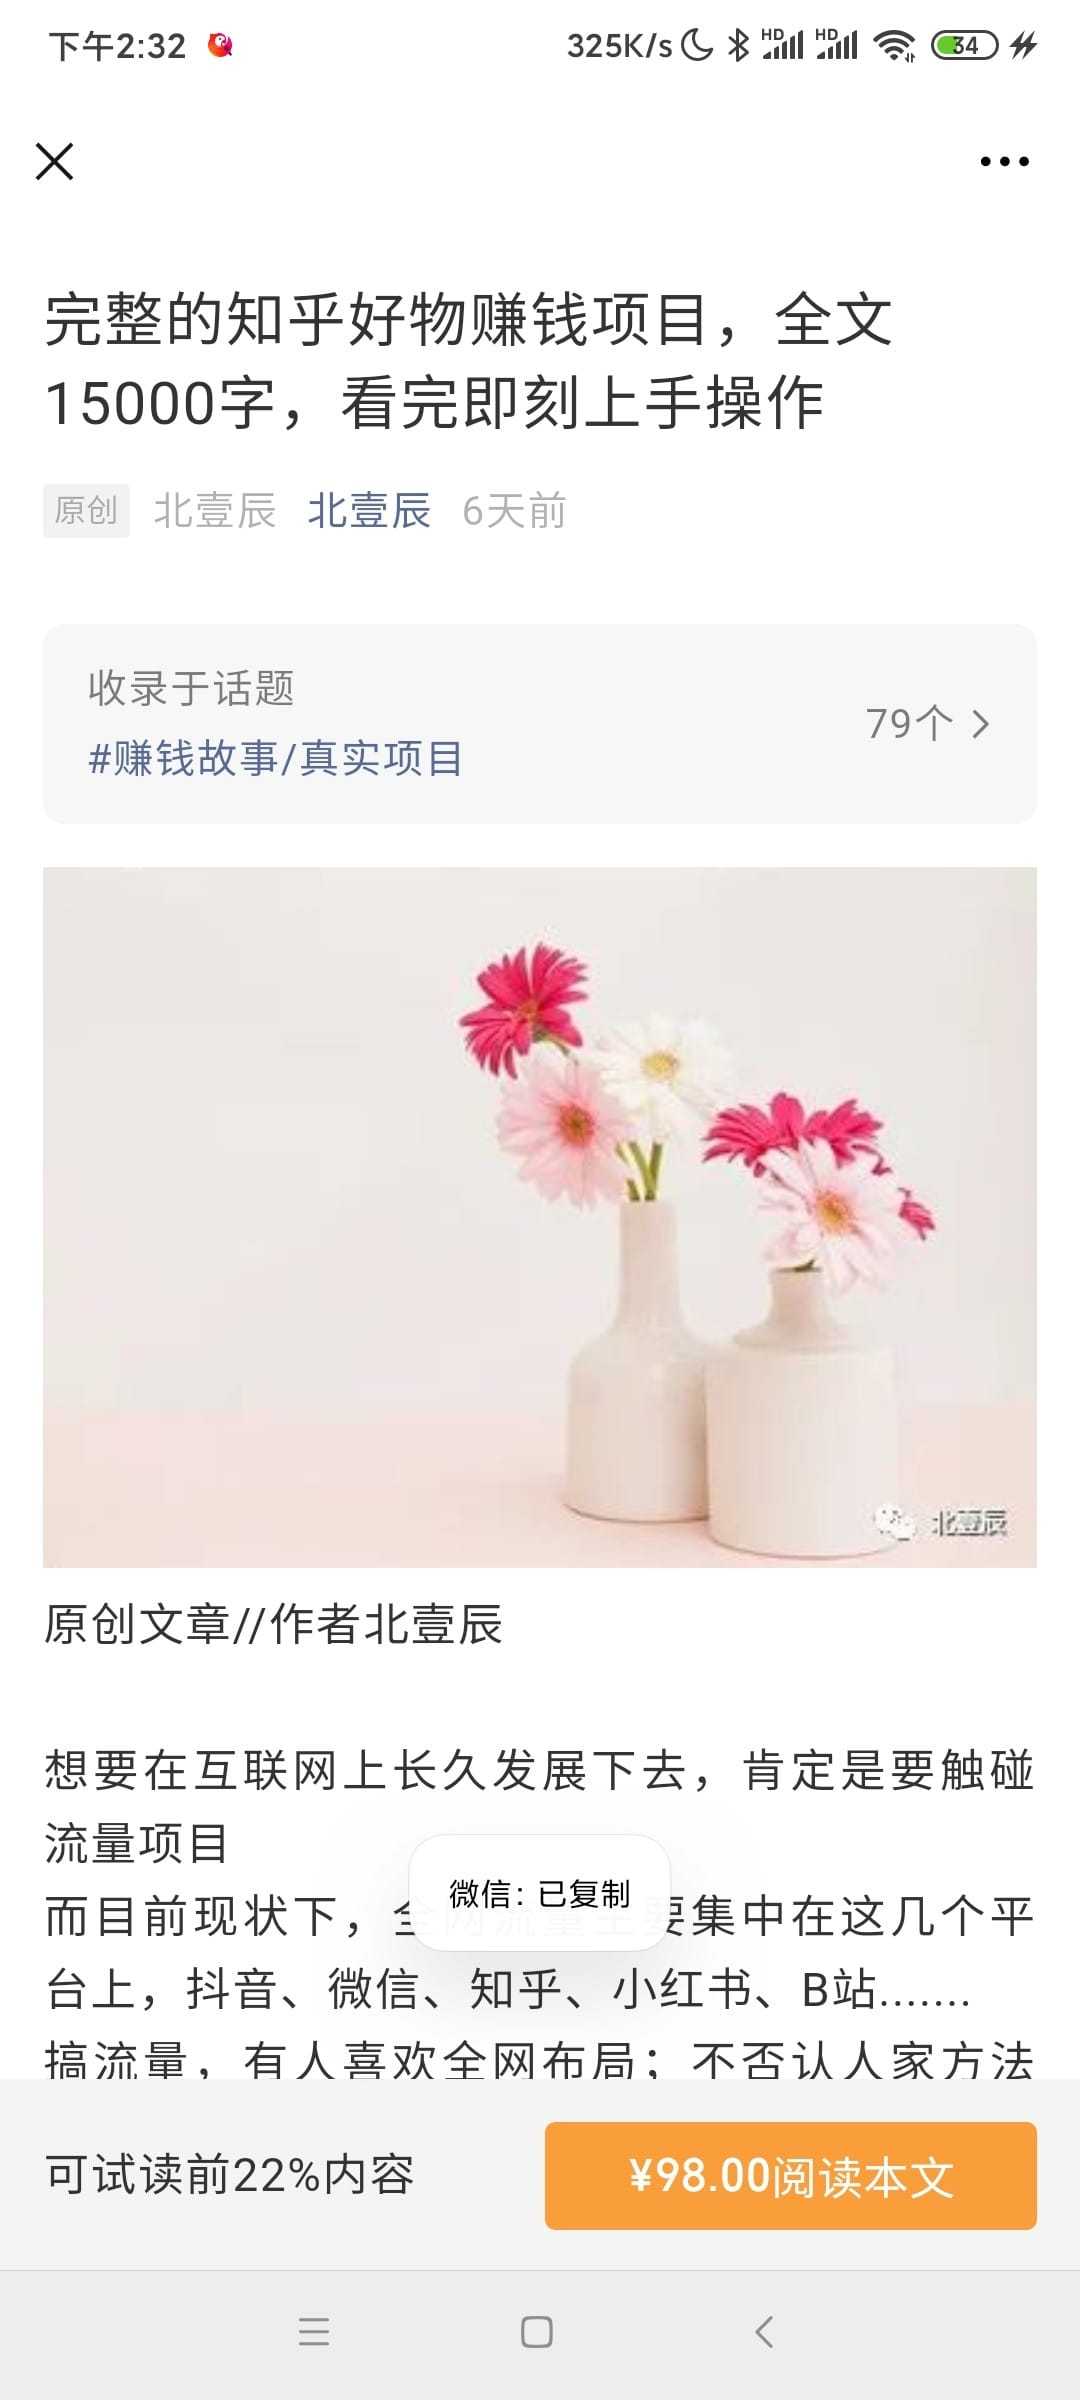 下午2:32
325K/s
HD
HD
34
完整的知乎好物赚钱项目，全文
15000字，看完即刻上手操作
原创 北壹辰 北壹辰 6天前
收录于话题
#赚钱故事/真实项目
79个
北壹辰
原创文章//作者北壹辰
想要在互联网上长久发展下去，肯定是要触碰
流量项目
微信：已复制
而目前现状下，全网流量主要集中在这几个平
台上，抖音、微信、知乎、小红书、B站.......
搞流量，有人喜欢全网布局；不否认人家方法
可试读前22%内容
¥98.00阅读本文